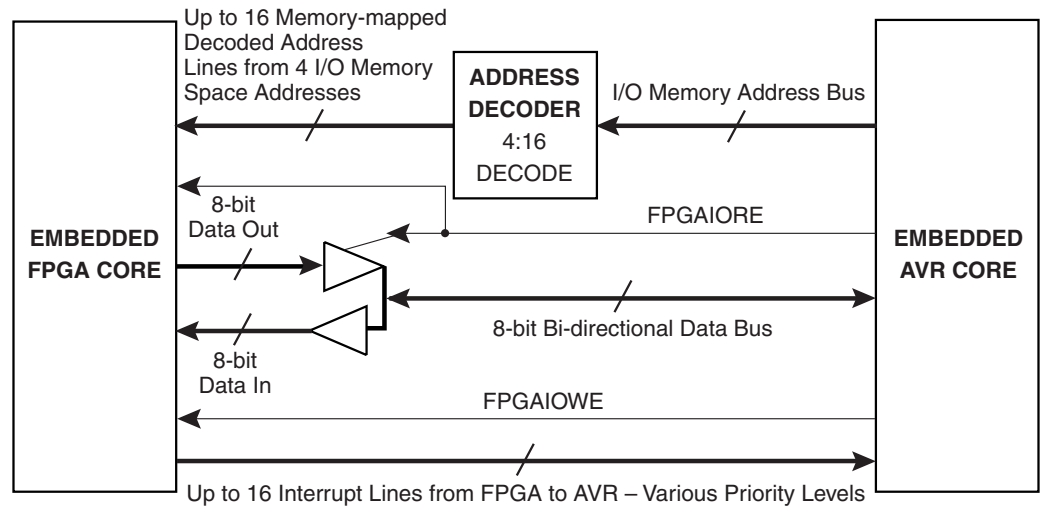 Up to 16 Memory-mapped
Decoded Address
Lines from 4 I/O Memory
Space Addresses
ADDRESS
DECODER
4:16
DECODE
I/O Memory Address Bus
8-bit
Data Out
FPGAIORE
EMBEDDED
FPGA CORE
EMBEDDED
AVR CORE
8-bit Bi-directional Data Bus
8-bit
Data In
FPGAIOWE
Up to 16 Interrupt Lines from FPGA to AVR – Various Priority Levels